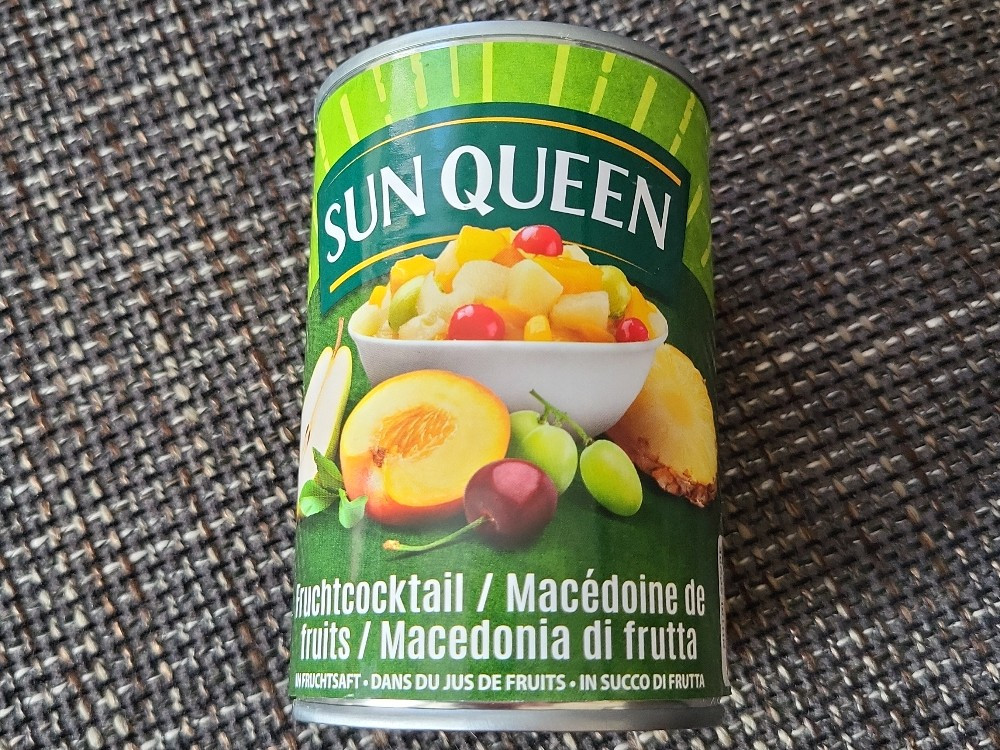 SUN QUEEN
Fruchtcocktail / Macédoine de
fruits / Macedonia di frutta
IN FRUCHTSAFT • DANS DU JUS DE FRUITS • IN SUCCO DI FRUTTA